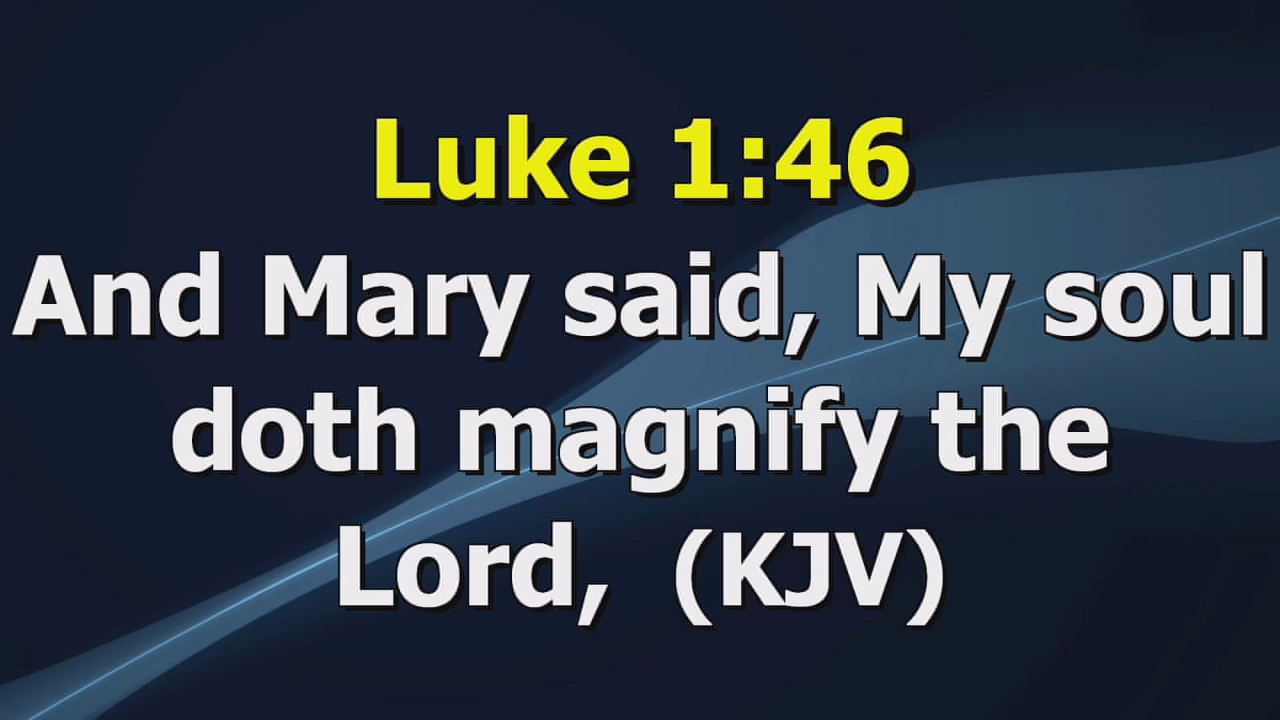 Luke 1:46
And Mary said, My soul
doth magnify the
Lord, (KJV)